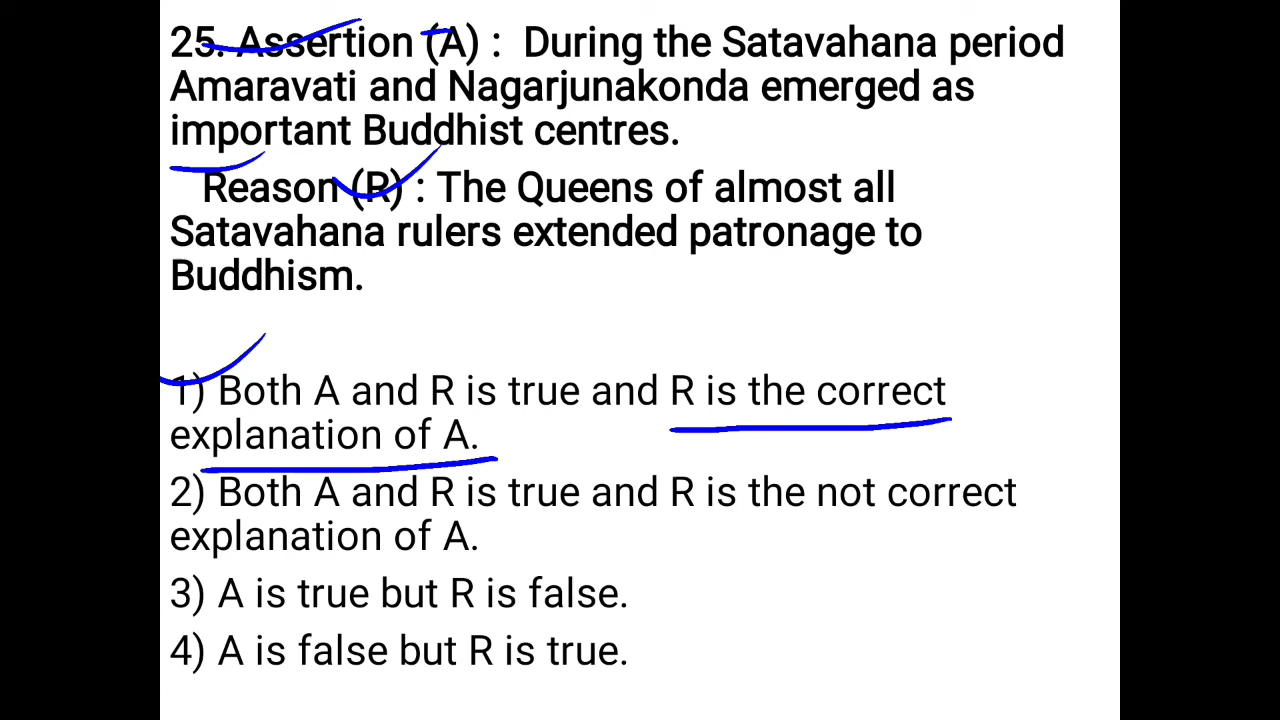 25. Assertion (A) : During the Satavahana period
Amaravati and Nagarjunakonda emerged as
important Buddhist centres.
Reason (R) : The Queens of almost all
Satavahana rulers extended patronage to
Buddhism.
1) Both A and R is true and R is the correct
explanation of A.
2) Both A and R is true and R is the not correct
explanation of A.
3) A is true but R is false.
4) A is false but R is true.